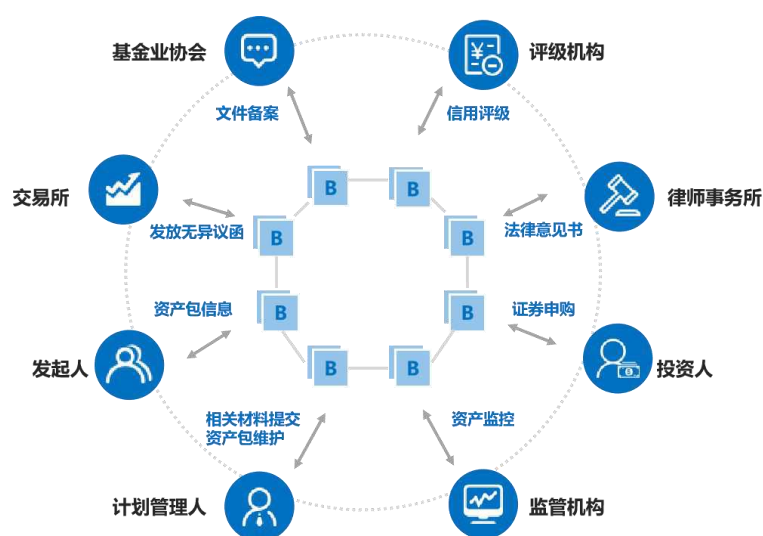 基金业协会
评级机构
文件备案
信用评级
B
B
交易所
律师事务所
发放无异议函
法律意见书
B
B
资产包信息
证券申购
B
B
发起人
投资人
B
B
相关材料提交
资产包维护
资产监控
计划管理人
监管机构